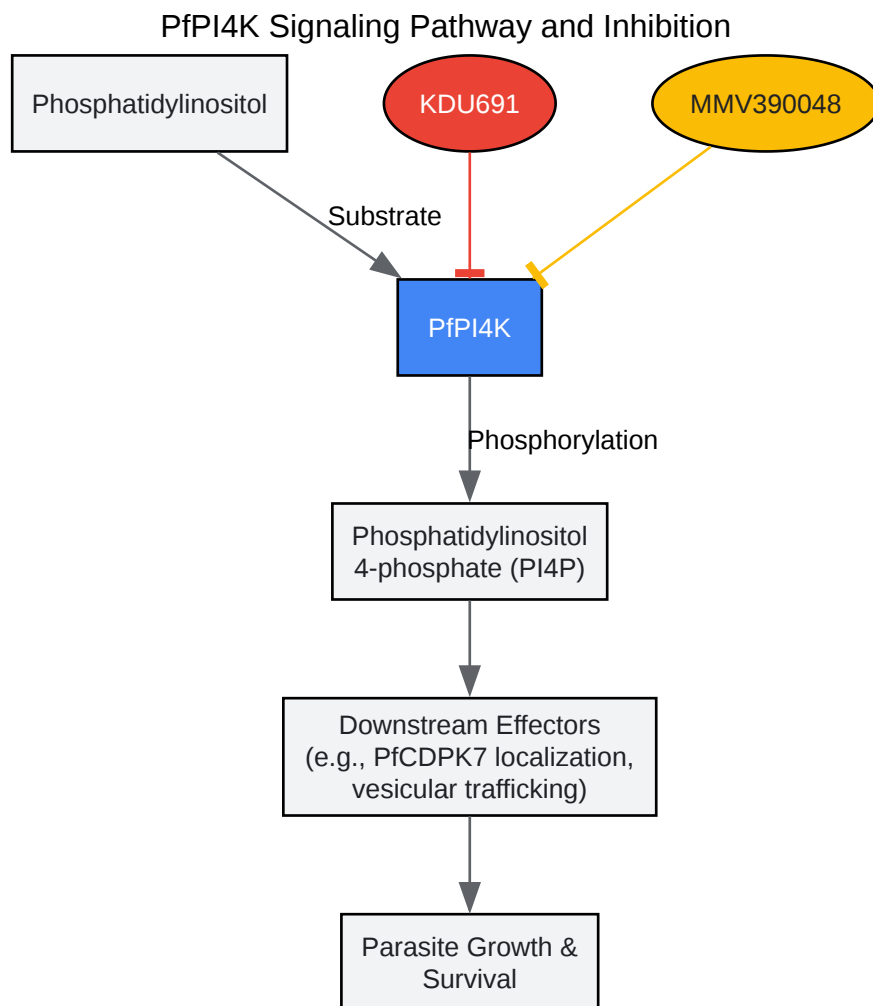 PfPI4K Signaling Pathway and Inhibition
Phosphatidylinositol
KDU691
MMV390048
Substrate
PfPI4K
Phosphorylation
Phosphatidylinositol
4-phosphate (PI4P)
Downstream Effectors
(e.g., PfCDPK7 localization,
vesicular trafficking)
Parasite Growth &
Survival